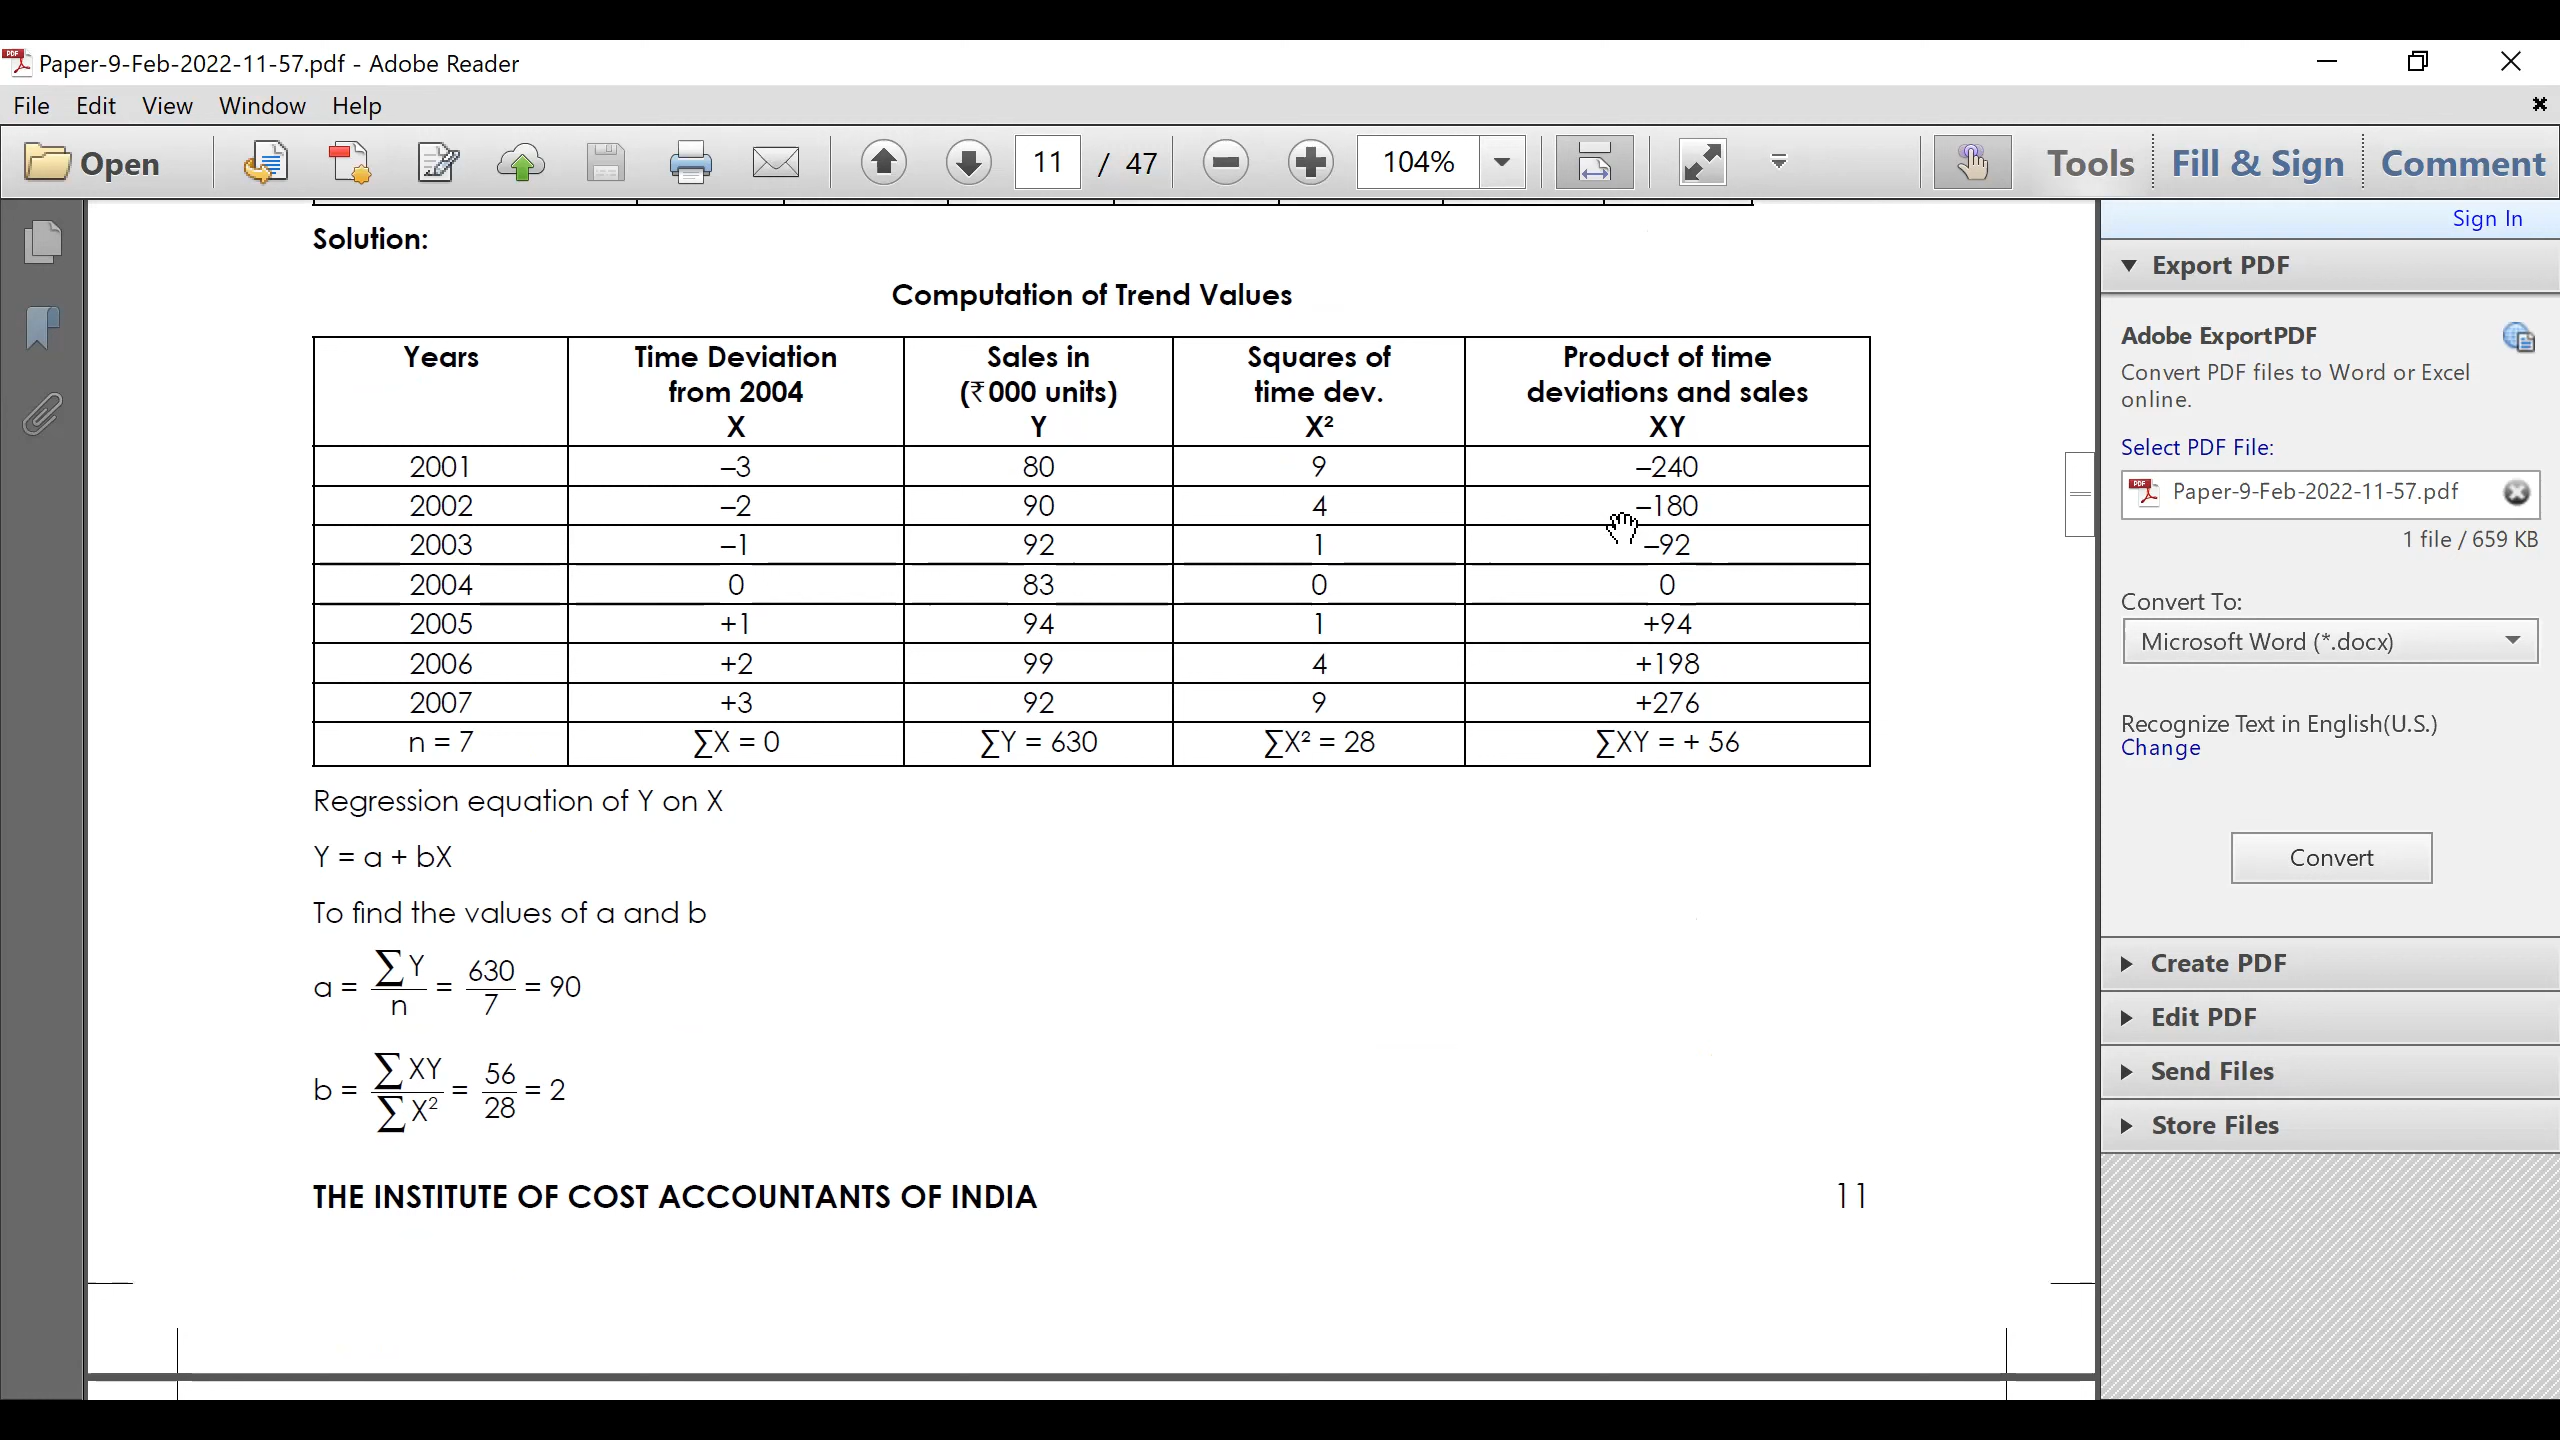 Paper-9-Feb-2022-11-57.pdf - Adobe Reader
File Edit View Window Help
Open 11 / 47 104% Tools Fill & Sign Comment
Sign In
Export PDF
Adobe ExportPDF
Convert PDF files to Word or Excel
online.
Select PDF File:
Paper-9-Feb-2022-11-57.pdf
1 file / 659 KB
Convert To:
Microsoft Word (*.docx)
Recognize Text in English(U.S.)
Change
Convert
Create PDF
Edit PDF
Send Files
Store Files
Solution:
Computation of Trend Values
Years | Time Deviation from 2004 X | Sales in (₹000 units) Y | Squares of time dev. X² | Product of time deviations and sales XY
2001 –3 80 9 –240
2002 –2 90 4 –180
2003 –1 92 1 –92
2004 0 83 0 0
2005 +1 94 1 +94
2006 +2 99 4 +198
2007 +3 92 9 +276
n = 7 ∑X = 0 ∑Y = 630 ∑X² = 28 ∑XY = + 56
Regression equation of Y on X
Y = a + bX
To find the values of a and b
a = ∑Y / n = 630 / 7 = 90
b = ∑XY / ∑X² = 56 / 28 = 2
THE INSTITUTE OF COST ACCOUNTANTS OF INDIA 11